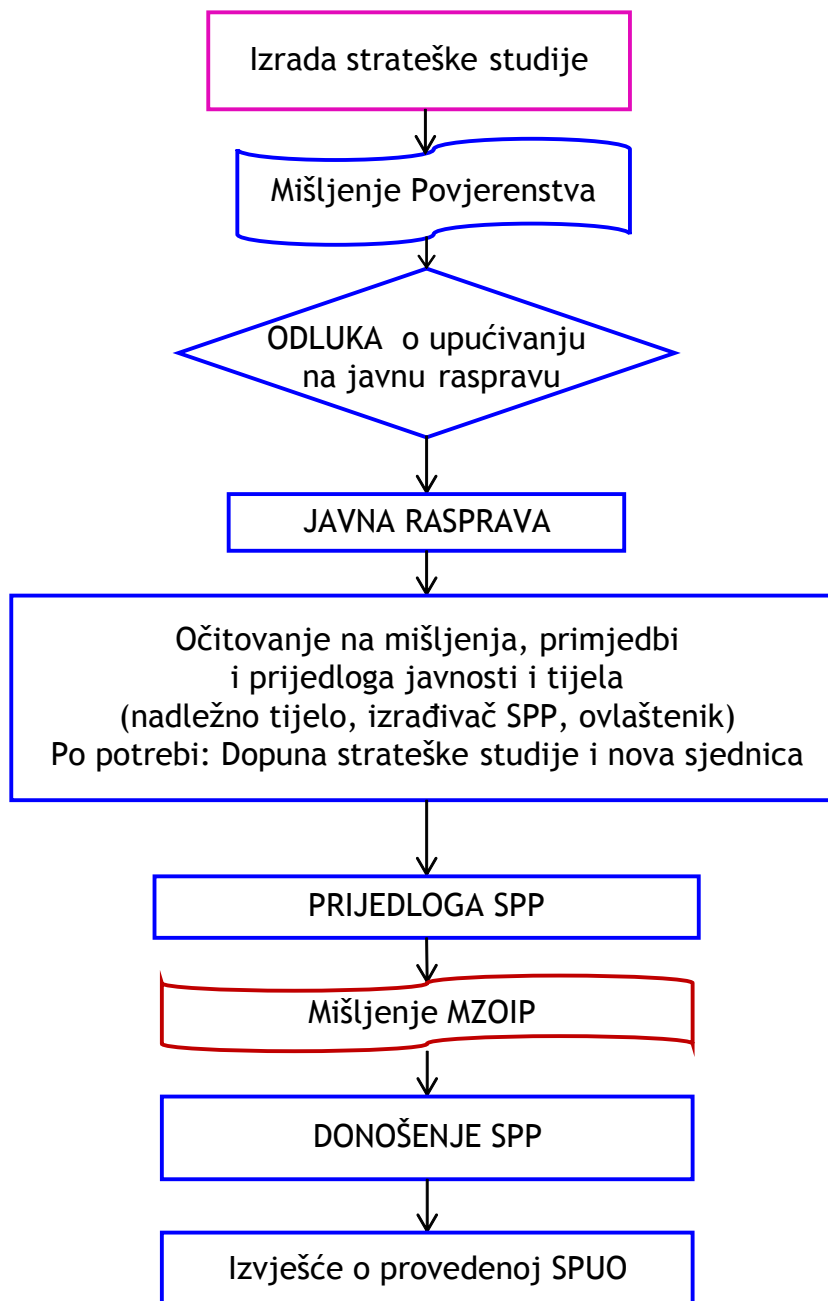 Izrada strateške studije
Mišljenje Povjerenstva
ODLUKA o upućivanju
na javnu raspravu
JAVNA RASPRAVA
Očitovanje na mišljenja, primjedbi
i prijedloga javnosti i tijela
(nadležno tijelo, izrađivač SPP, ovlaštenik)
Po potrebi: Dopuna strateške studije i nova sjednica
PRIJEDLOGA SPP
Mišljenje MZOIP
DONOŠENJE SPP
Izvješće o provedenoj SPUO